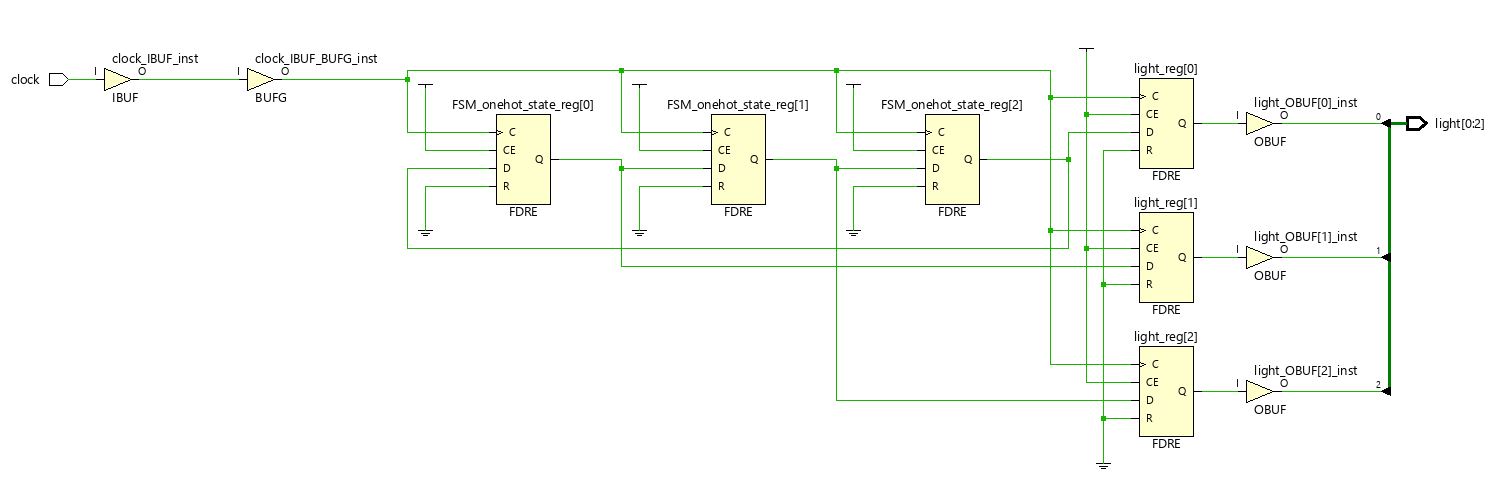 clock
I
clock_IBUF_inst
O
IBUF
I
clock_IBUF_BUFG_inst
O
BUFG
FSM_onehot_state_reg[0]
C
CE
D
R
Q
FDRE
FSM_onehot_state_reg[1]
C
CE
D
R
Q
FDRE
FSM_onehot_state_reg[2]
C
CE
D
R
Q
FDRE
light_reg[0]
C
CE
D
R
Q
FDRE
I
light_OBUF[0]_inst
O
OBUF
0
light[0:2]
light_reg[1]
C
CE
D
R
Q
FDRE
I
light_OBUF[1]_inst
O
OBUF
1
light_reg[2]
C
CE
D
R
Q
FDRE
I
light_OBUF[2]_inst
O
OBUF
2